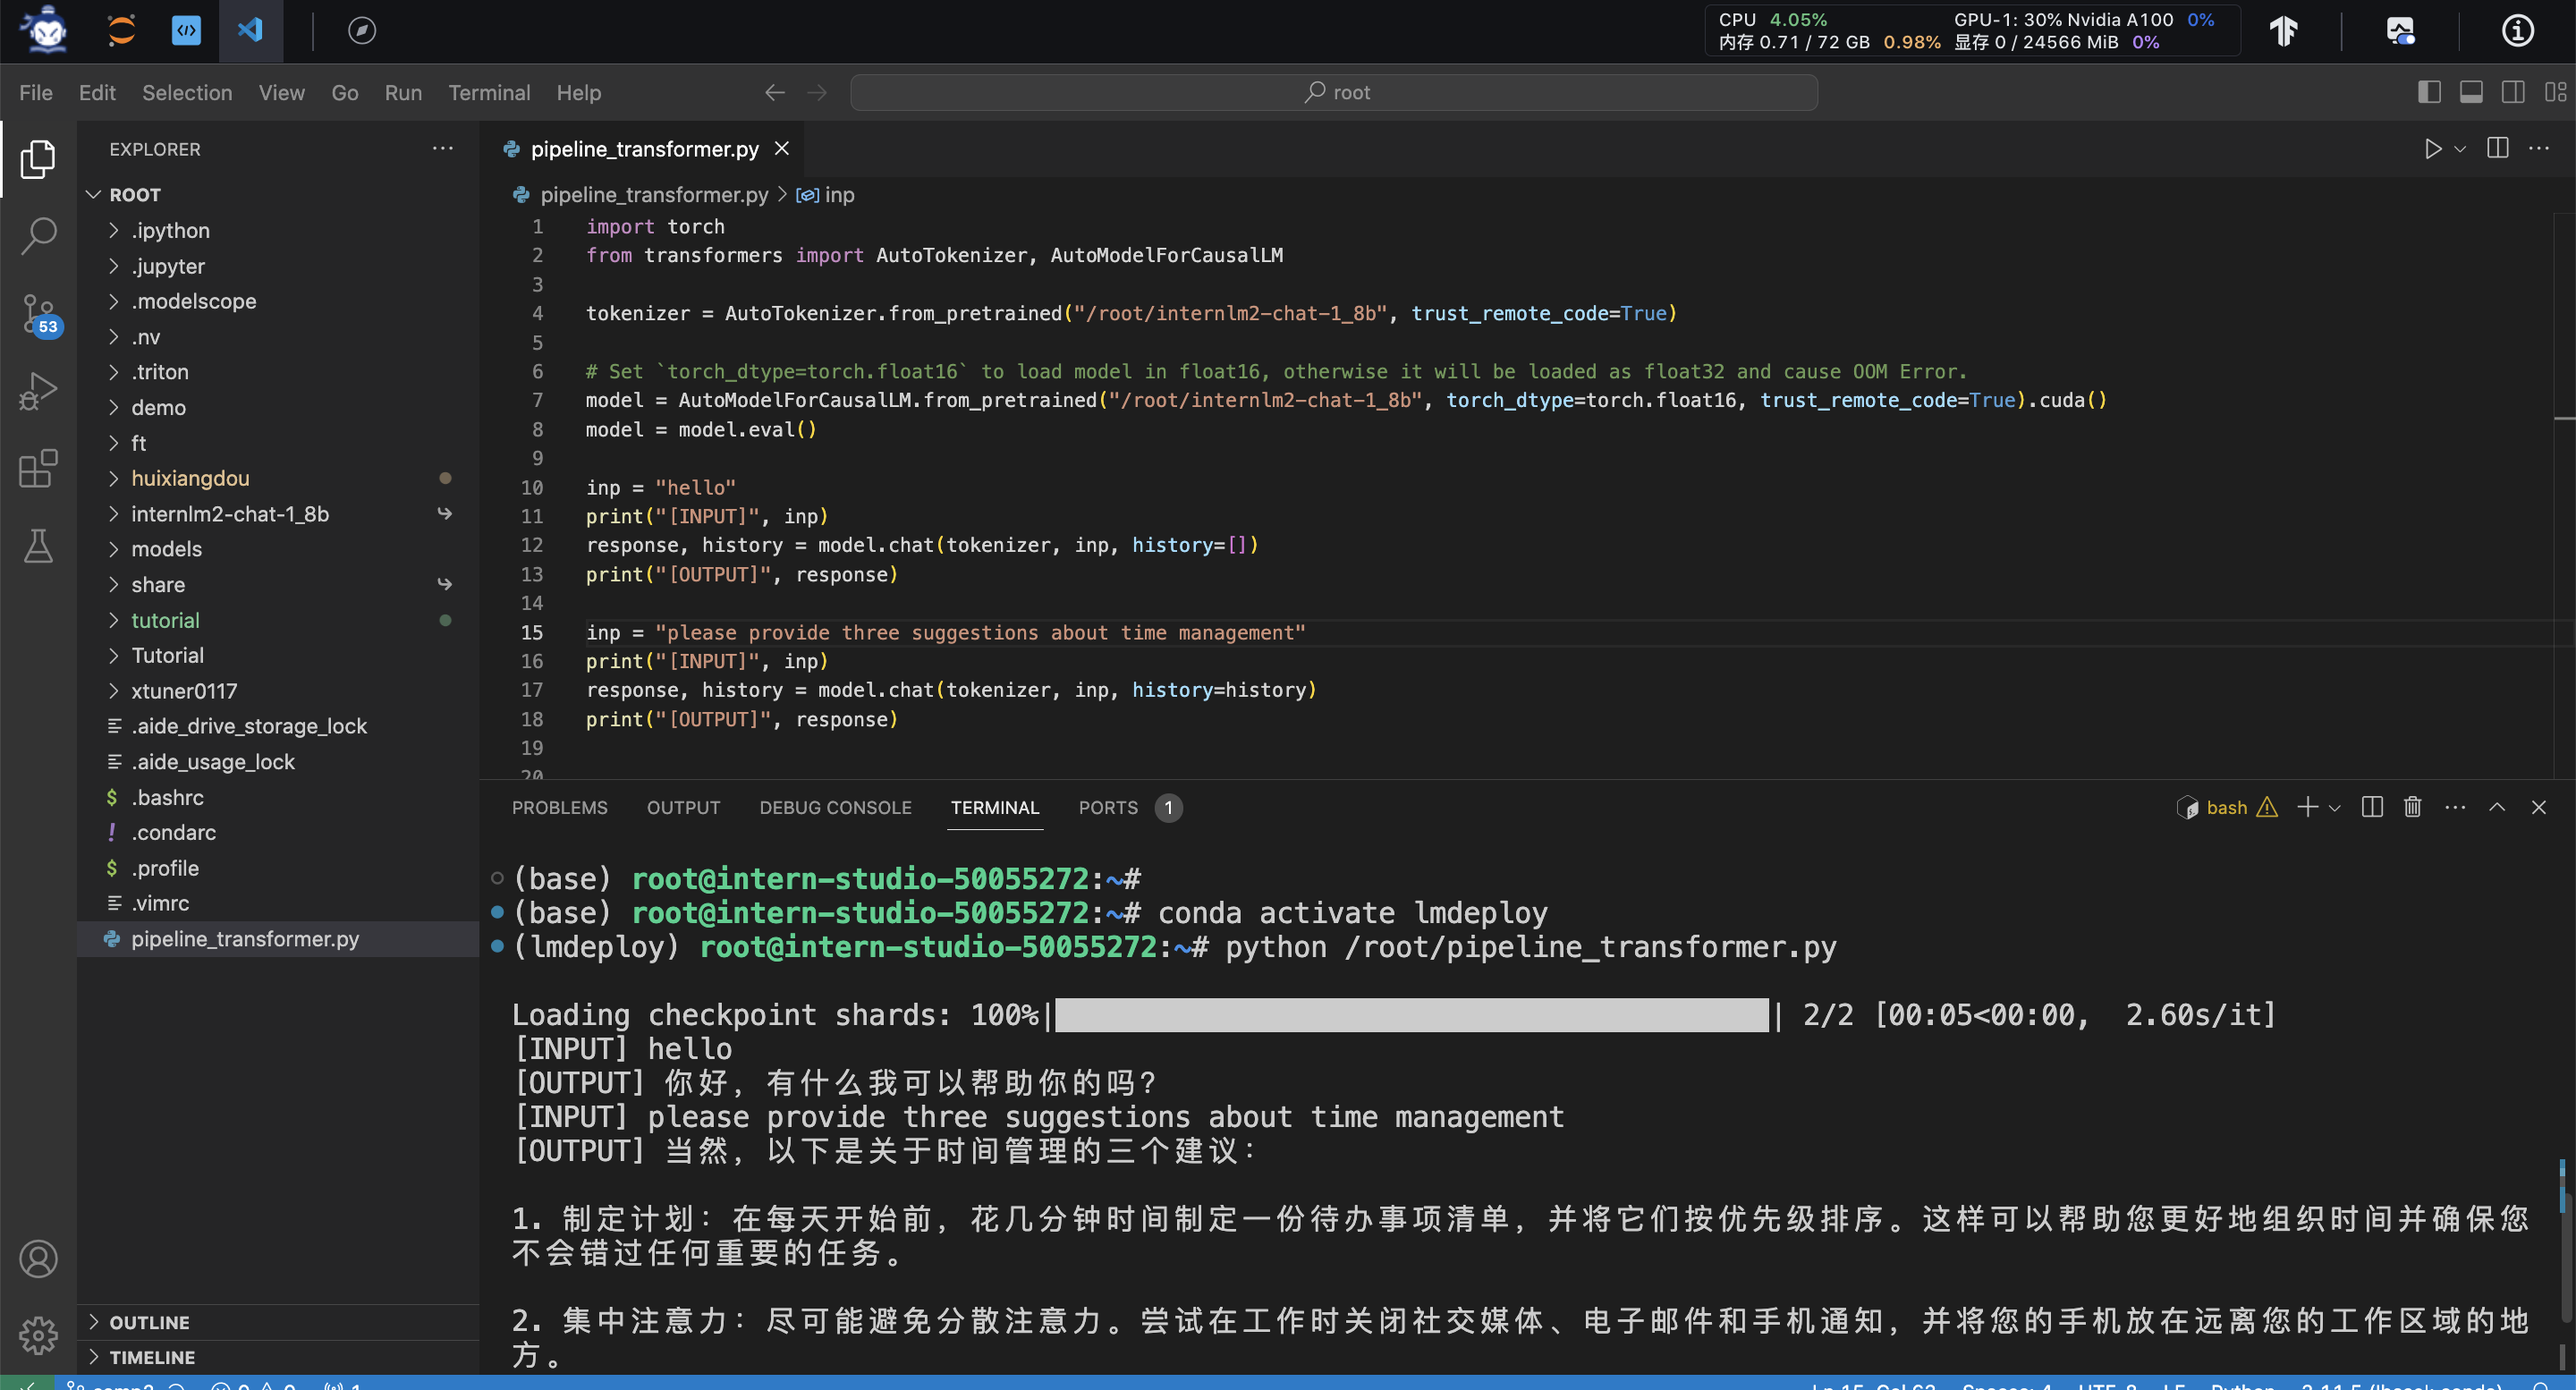 CPU 4.05% GPU-1: 30% Nvidia A100 0%
内存 0.71 / 72 GB 0.98% 显存 0 / 24566 MiB 0%
File Edit Selection View Go Run Terminal Help
root
EXPLORER
ROOT
.ipython
.jupyter
.modelscope
.nv
.triton
demo
ft
huixiangdou
internlm2-chat-1_8b
models
share
tutorial
Tutorial
xtuner0117
.aide_drive_storage_lock
.aide_usage_lock
.bashrc
.condarc
.profile
.vimrc
pipeline_transformer.py
OUTLINE
TIMELINE
53
pipeline_transformer.py
pipeline_transformer.py > inp
1 import torch
2 from transformers import AutoTokenizer, AutoModelForCausalLM
3
4 tokenizer = AutoTokenizer.from_pretrained("/root/internlm2-chat-1_8b", trust_remote_code=True)
5
6 # Set `torch_dtype=torch.float16` to load model in float16, otherwise it will be loaded as float32 and cause OOM Error.
7 model = AutoModelForCausalLM.from_pretrained("/root/internlm2-chat-1_8b", torch_dtype=torch.float16, trust_remote_code=True).cuda()
8 model = model.eval()
9
10 inp = "hello"
11 print("[INPUT]", inp)
12 response, history = model.chat(tokenizer, inp, history=[])
13 print("[OUTPUT]", response)
14
15 inp = "please provide three suggestions about time management"
16 print("[INPUT]", inp)
17 response, history = model.chat(tokenizer, inp, history=history)
18 print("[OUTPUT]", response)
19
20
PROBLEMS OUTPUT DEBUG CONSOLE TERMINAL PORTS 1
bash
(base) root@intern-studio-50055272:~#
(base) root@intern-studio-50055272:~# conda activate lmdeploy
(lmdeploy) root@intern-studio-50055272:~# python /root/pipeline_transformer.py
Loading checkpoint shards: 100%| | 2/2 [00:05<00:00, 2.60s/it]
[INPUT] hello
[OUTPUT] 你好，有什么我可以帮助你的吗？
[INPUT] please provide three suggestions about time management
[OUTPUT] 当然，以下是关于时间管理的三个建议：
1. 制定计划：在每天开始前，花几分钟时间制定一份待办事项清单，并将它们按优先级排序。这样可以帮助您更好地组织时间并确保您
不会错过任何重要的任务。
2. 集中注意力：尽可能避免分散注意力。尝试在工作时关闭社交媒体、电子邮件和手机通知，并将您的手机放在远离您的工作区域的地
方。